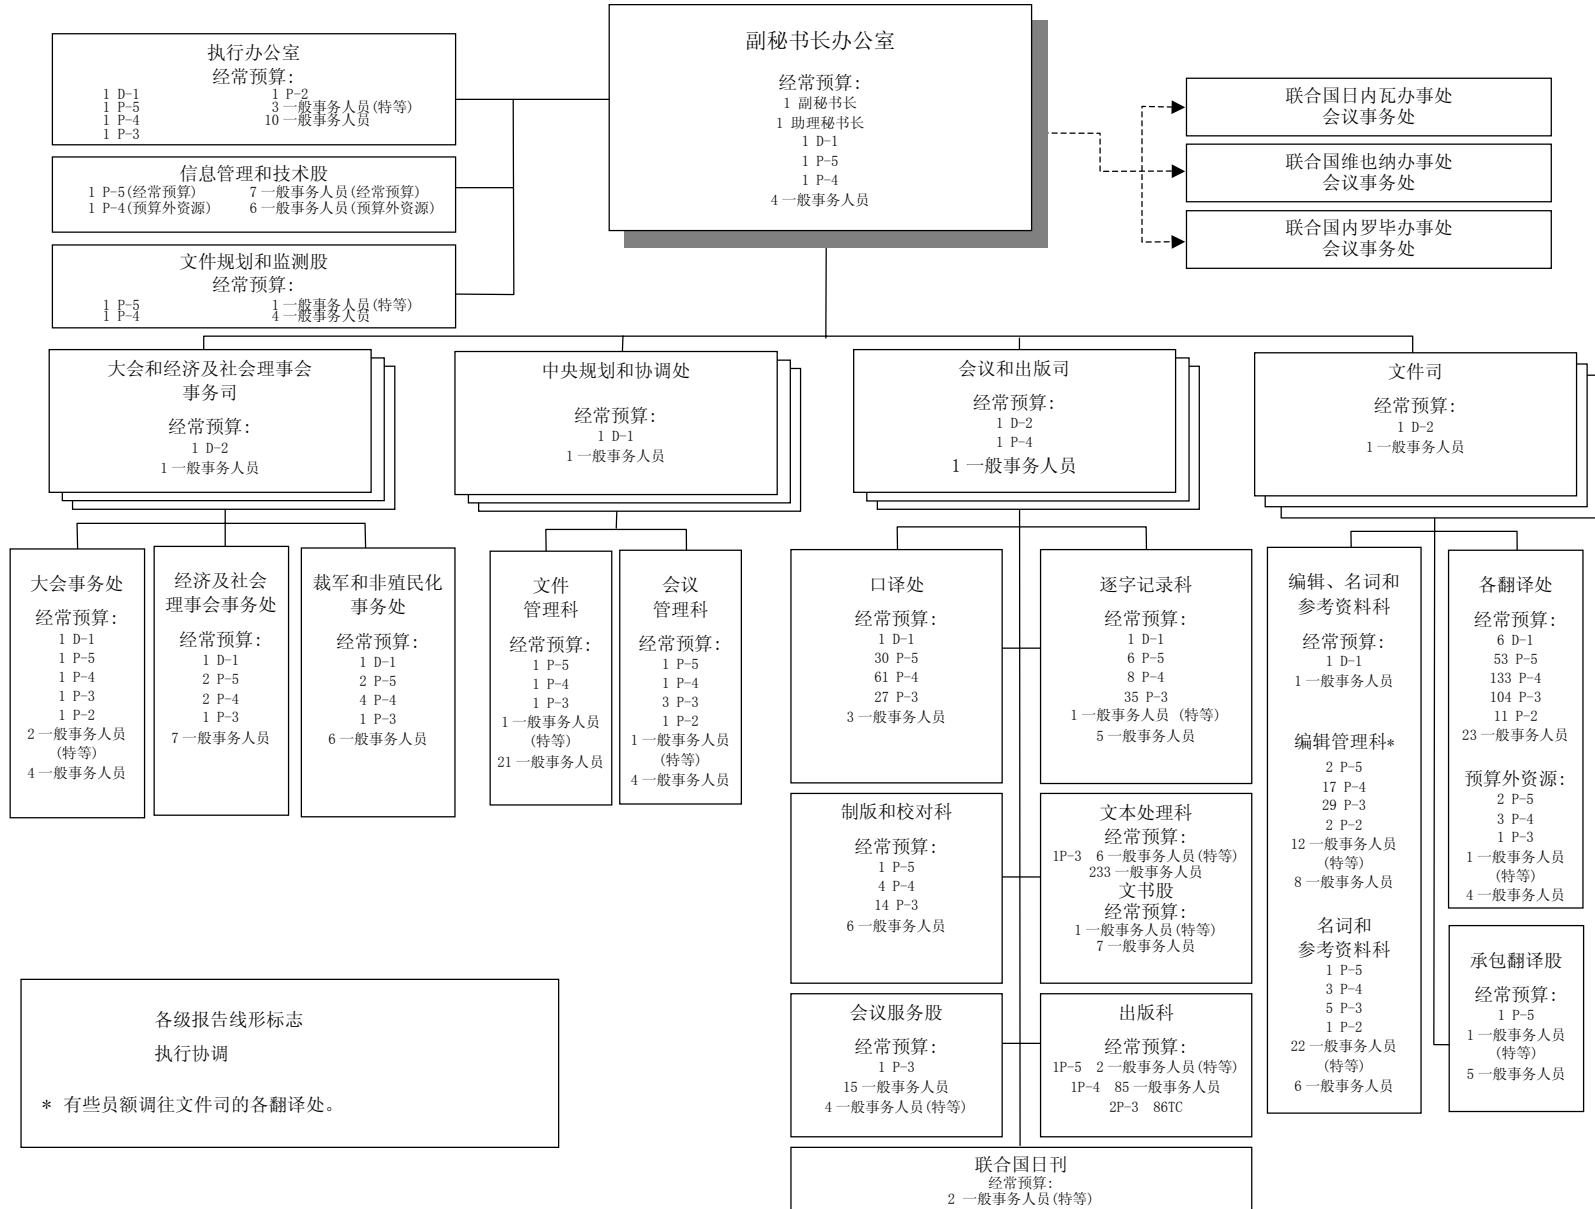 副秘书长办公室
经常预算:
1 副秘书长
1 助理秘书长
1 D-1
1 P-5
1 P-4
4 一般事务人员
执行办公室
经常预算:
1 D-1 1 P-2
1 P-5 3 一般事务人员(特等)
1 P-4 10 一般事务人员
1 P-3
信息管理和技术股
1 P-5(经常预算) 7 一般事务人员(经常预算)
1 P-4(预算外资源) 6 一般事务人员(预算外资源)
文件规划和监测股
经常预算:
1 P-5 1 一般事务人员(特等)
1 P-4 4 一般事务人员
联合国日内瓦办事处
会议事务处
联合国维也纳办事处
会议事务处
联合国内罗毕办事处
会议事务处
大会和经济及社会理事会
事务司
经常预算:
1 D-2
1 一般事务人员
中央规划和协调处
经常预算:
1 D-1
1 一般事务人员
会议和出版司
经常预算:
1 D-2
1 P-4
1 一般事务人员
文件司
经常预算:
1 D-2
1 一般事务人员
大会事务处
经常预算:
1 D-1
1 P-5
1 P-4
1 P-3
1 P-2
2 一般事务人员
(特等)
4 一般事务人员
经济及社会
理事会事务处
经常预算:
1 D-1
2 P-5
2 P-4
1 P-3
7 一般事务人员
裁军和非殖民化
事务处
经常预算:
1 D-1
2 P-5
4 P-4
1 P-3
6 一般事务人员
文件
管理科
经常预算:
1 P-5
1 P-4
1 P-3
1 一般事务人员
(特等)
21 一般事务人员
会议
管理科
经常预算:
1 P-5
1 P-4
3 P-3
1 P-2
1 一般事务人员
(特等)
4 一般事务人员
口译处
经常预算:
1 D-1
30 P-5
61 P-4
27 P-3
3 一般事务人员
逐字记录科
经常预算:
1 D-1
6 P-5
8 P-4
35 P-3
1 一般事务人员 (特等)
5 一般事务人员
制版和校对科
经常预算:
1 P-5
4 P-4
14 P-3
6 一般事务人员
文本处理科
经常预算:
1P-3 6 一般事务人员(特等)
233 一般事务人员
文书股
经常预算:
1 一般事务人员(特等)
7 一般事务人员
会议服务股
经常预算:
1 P-3
15 一般事务人员
4 一般事务人员(特等)
出版科
经常预算:
1P-5 2 一般事务人员(特等)
1P-4 85 一般事务人员
2P-3 86TC
联合国日刊
经常预算:
2 一般事务人员(特等)
编辑、名词和
参考资料科
经常预算:
1 D-1
1 一般事务人员
编辑管理科*
2 P-5
17 P-4
29 P-3
2 P-2
12 一般事务人员
(特等)
8 一般事务人员
名词和
参考资料科
1 P-5
3 P-4
5 P-3
1 P-2
22 一般事务人员
(特等)
6 一般事务人员
各翻译处
经常预算:
6 D-1
53 P-5
133 P-4
104 P-3
11 P-2
23 一般事务人员
预算外资源:
2 P-5
3 P-4
1 P-3
1 一般事务人员
(特等)
4 一般事务人员
承包翻译股
经常预算:
1 P-5
1 一般事务人员
(特等)
5 一般事务人员
各级报告线形标志
执行协调
* 有些员额调往文件司的各翻译处。